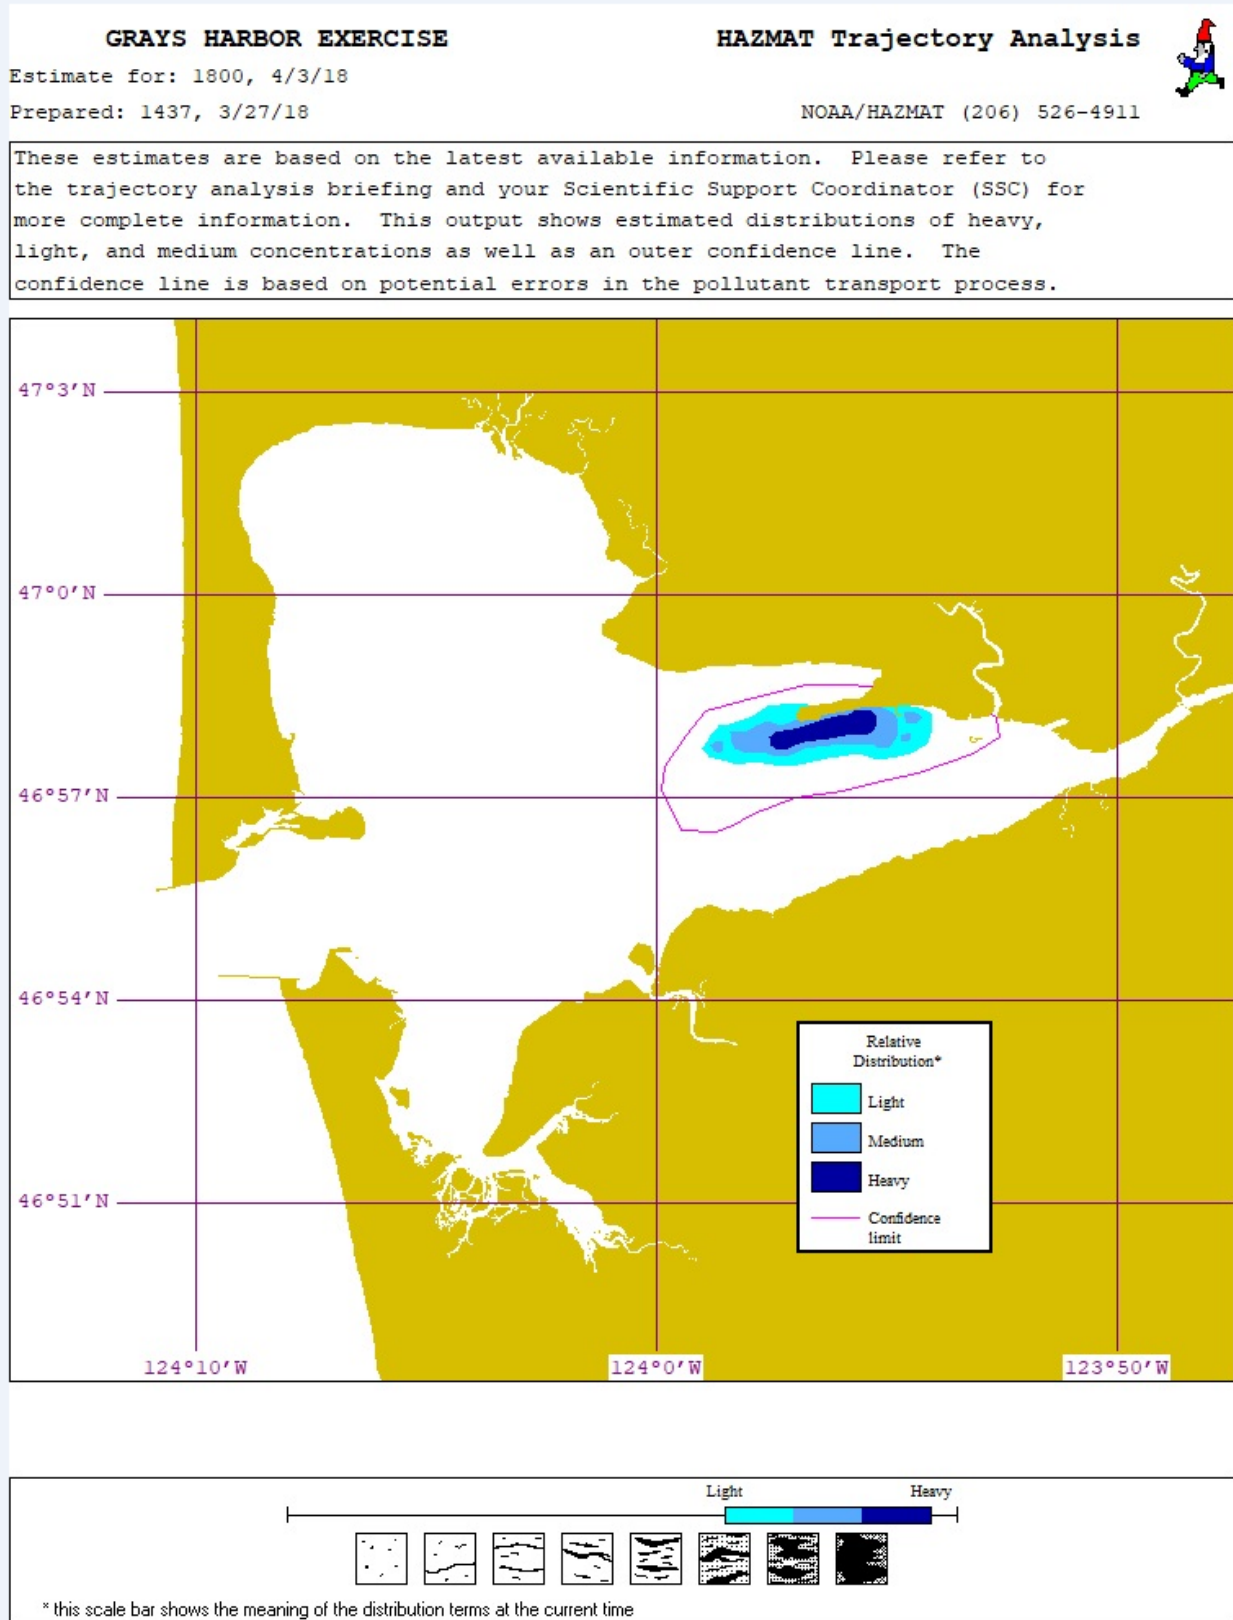 GRAYS HARBOR EXERCISE
HAZMAT Trajectory Analysis
Estimate for: 1800, 4/3/18
Prepared: 1437, 3/27/18
NOAA/HAZMAT (206) 526-4911
These estimates are based on the latest available information.  Please refer to
the trajectory analysis briefing and your Scientific Support Coordinator (SSC) for
more complete information.  This output shows estimated distributions of heavy,
light, and medium concentrations as well as an outer confidence line.  The
confidence line is based on potential errors in the pollutant transport process.
47°3'N
47°0'N
46°57'N
46°54'N
46°51'N
Relative
Distribution*
Light
Medium
Heavy
Confidence
limit
124°10'W
124°0'W
123°50'W
Light
Heavy
* this scale bar shows the meaning of the distribution terms at the current time